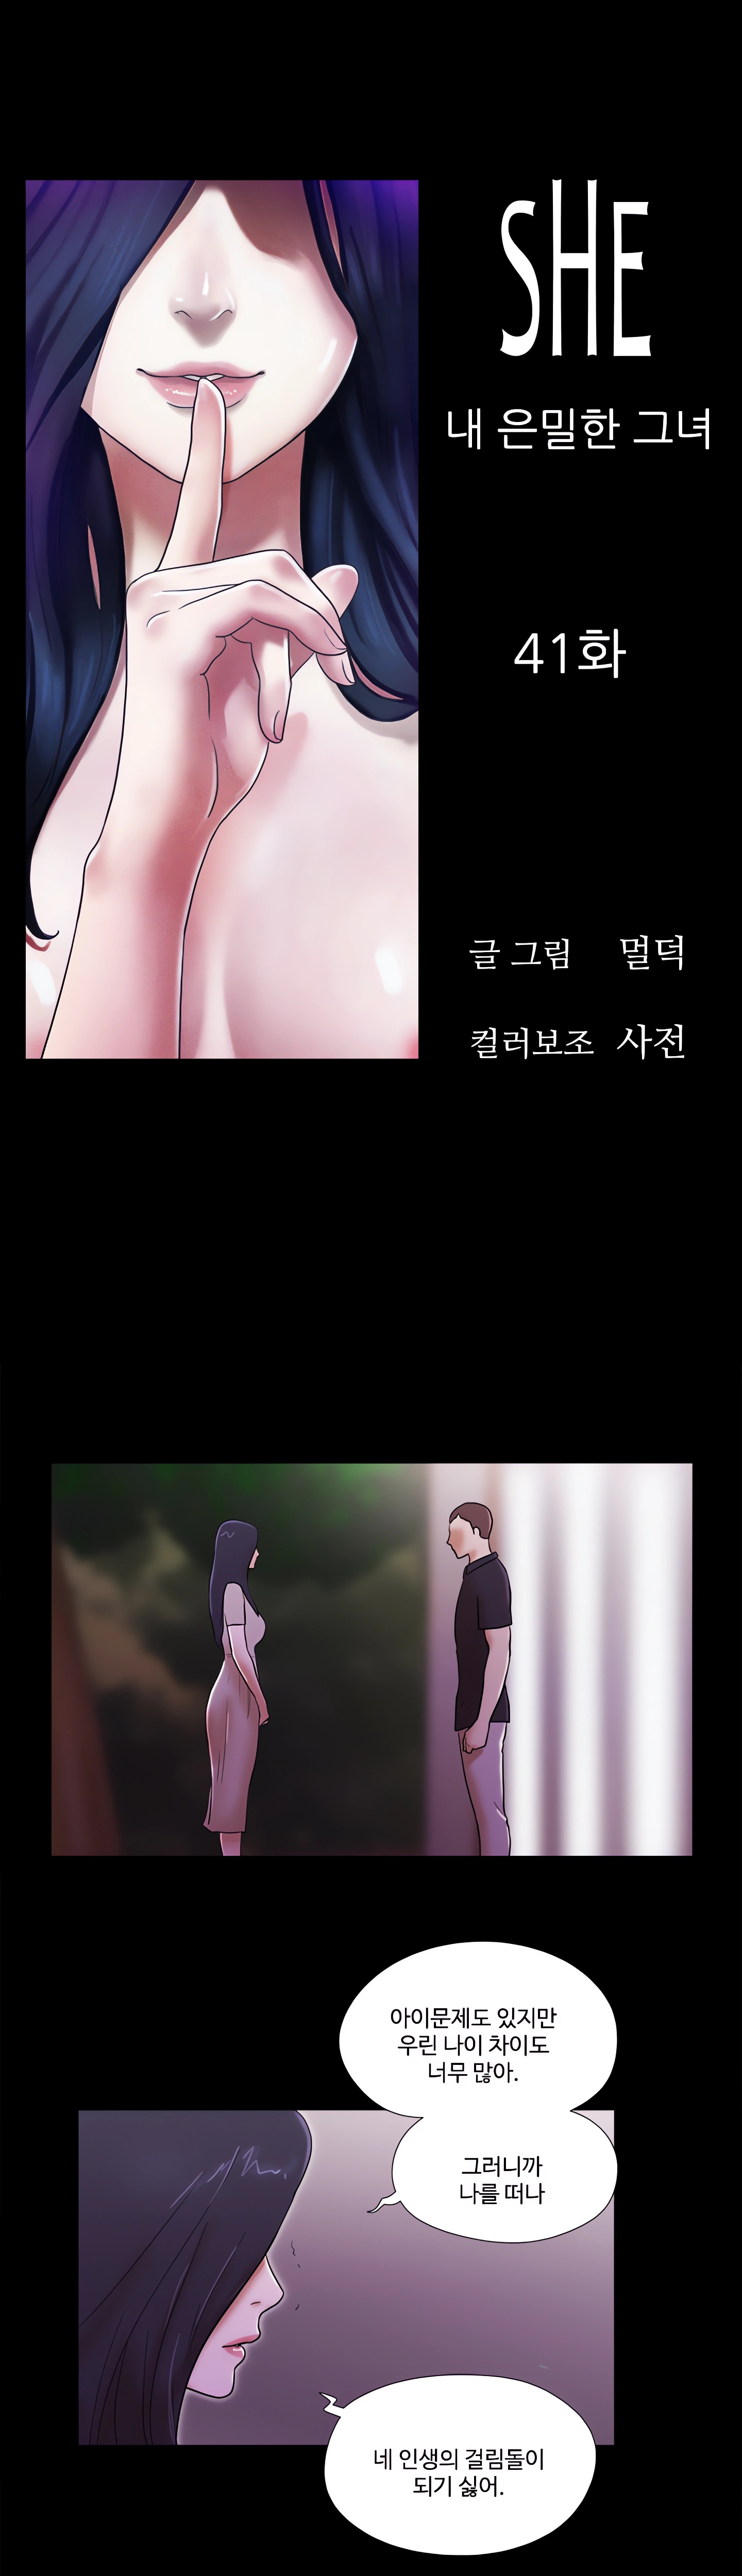 SHE
내 은밀한 그녀
41화
글 그림 멀덕
컬러보조 사전
아이문제도 있지만
우린 나이 차이도
너무 많아.
그러니까
나를 떠나
네 인생의 걸림돌이
되기 싫어.